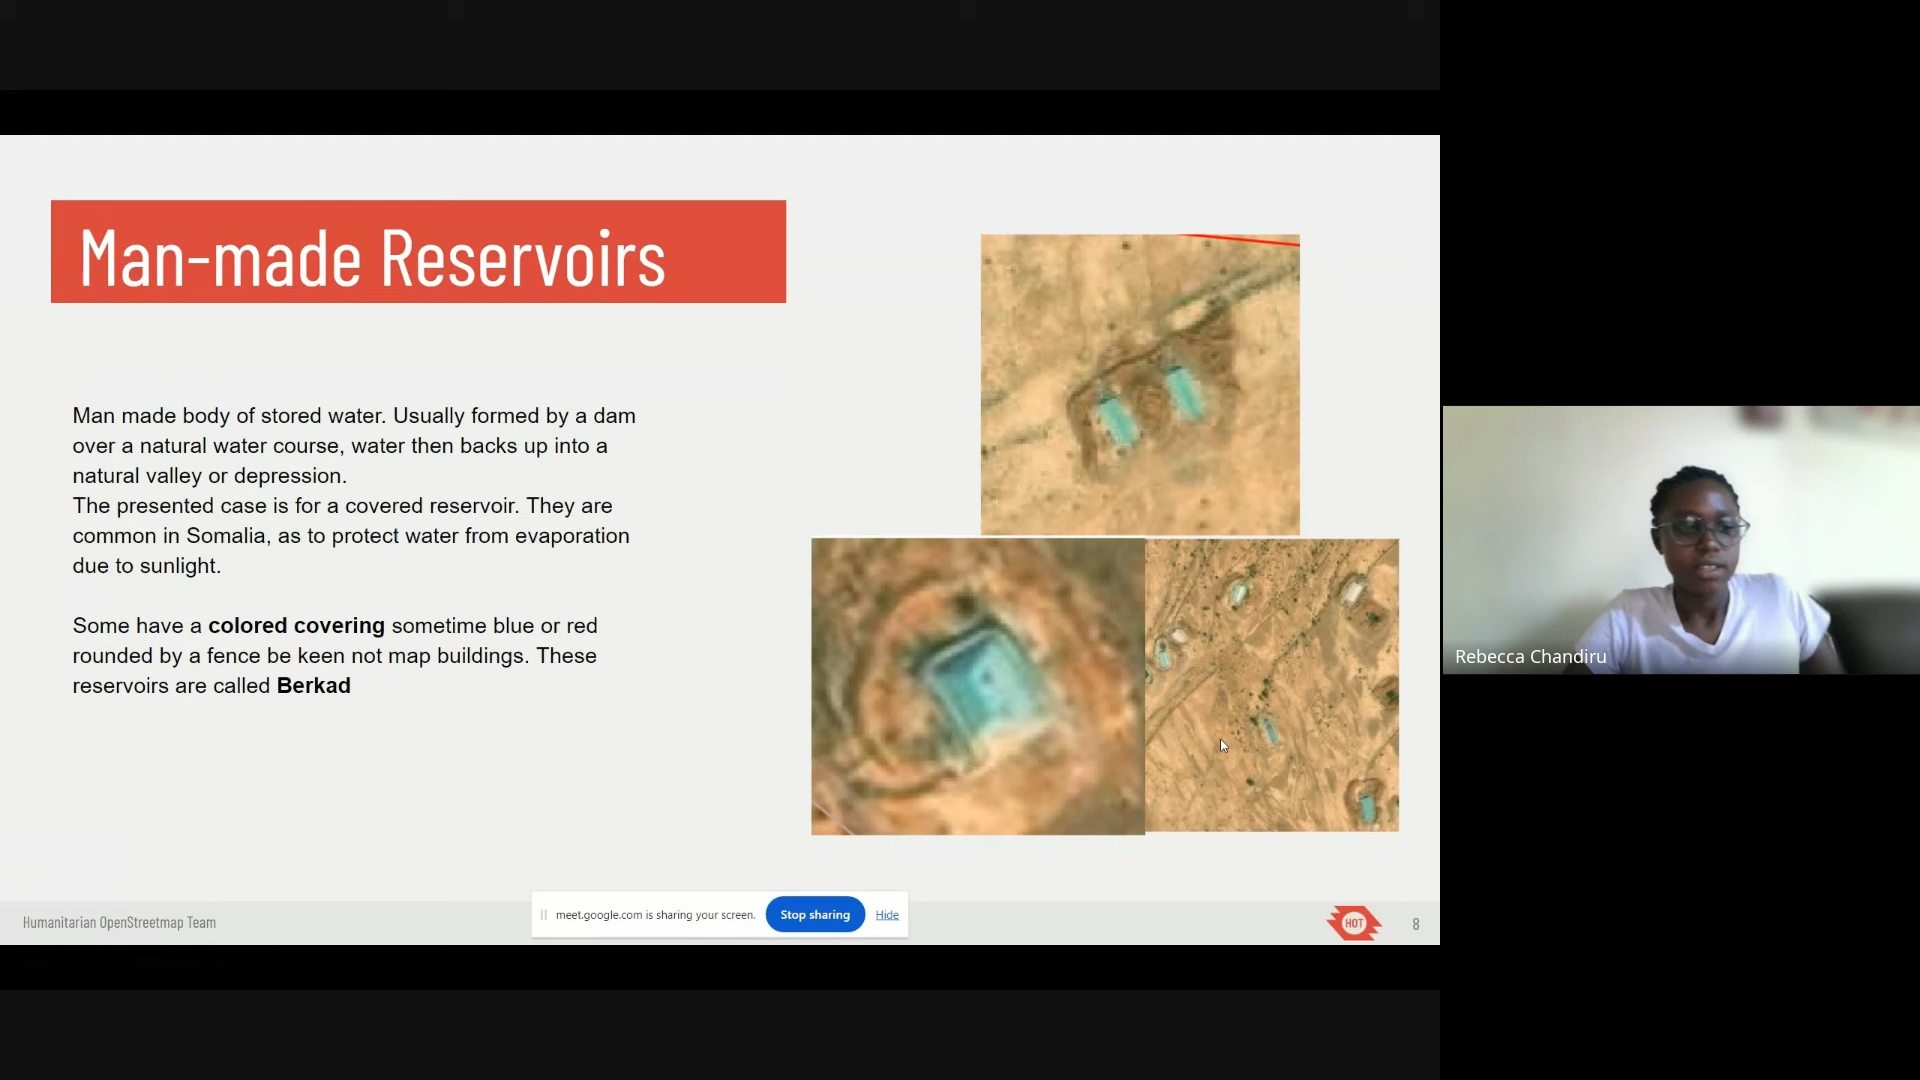 Man-made Reservoirs
Man made body of stored water. Usually formed by a dam
over a natural water course, water then backs up into a
natural valley or depression.
The presented case is for a covered reservoir. They are
common in Somalia, as to protect water from evaporation
due to sunlight.
Some have a colored covering sometime blue or red
rounded by a fence be keen not map buildings. These
reservoirs are called Berkad
Rebecca Chandiru
meet.google.com is sharing your screen.
Stop sharing
Hide
Humanitarian OpenStreetmap Team
HOT
8